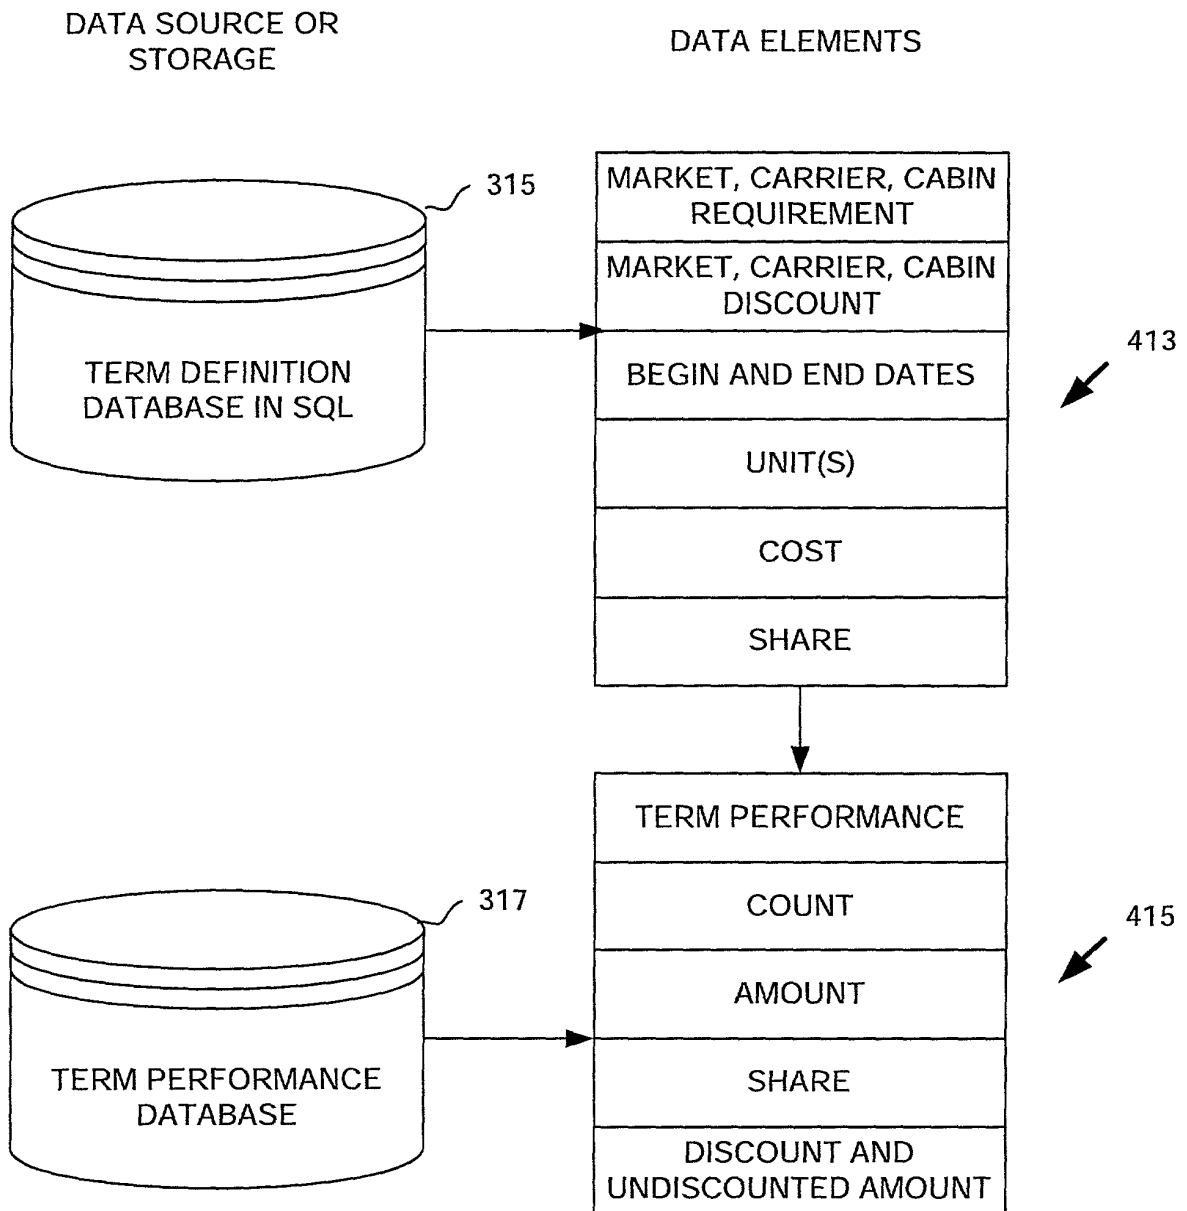 DATA SOURCE OR
STORAGE
DATA ELEMENTS
315
TERM DEFINITION
DATABASE IN SQL
MARKET, CARRIER, CABIN
REQUIREMENT
MARKET, CARRIER, CABIN
DISCOUNT
BEGIN AND END DATES
UNIT(S)
COST
SHARE
413
317
TERM PERFORMANCE
DATABASE
TERM PERFORMANCE
COUNT
AMOUNT
SHARE
DISCOUNT AND
UNDISCOUNTED AMOUNT
415